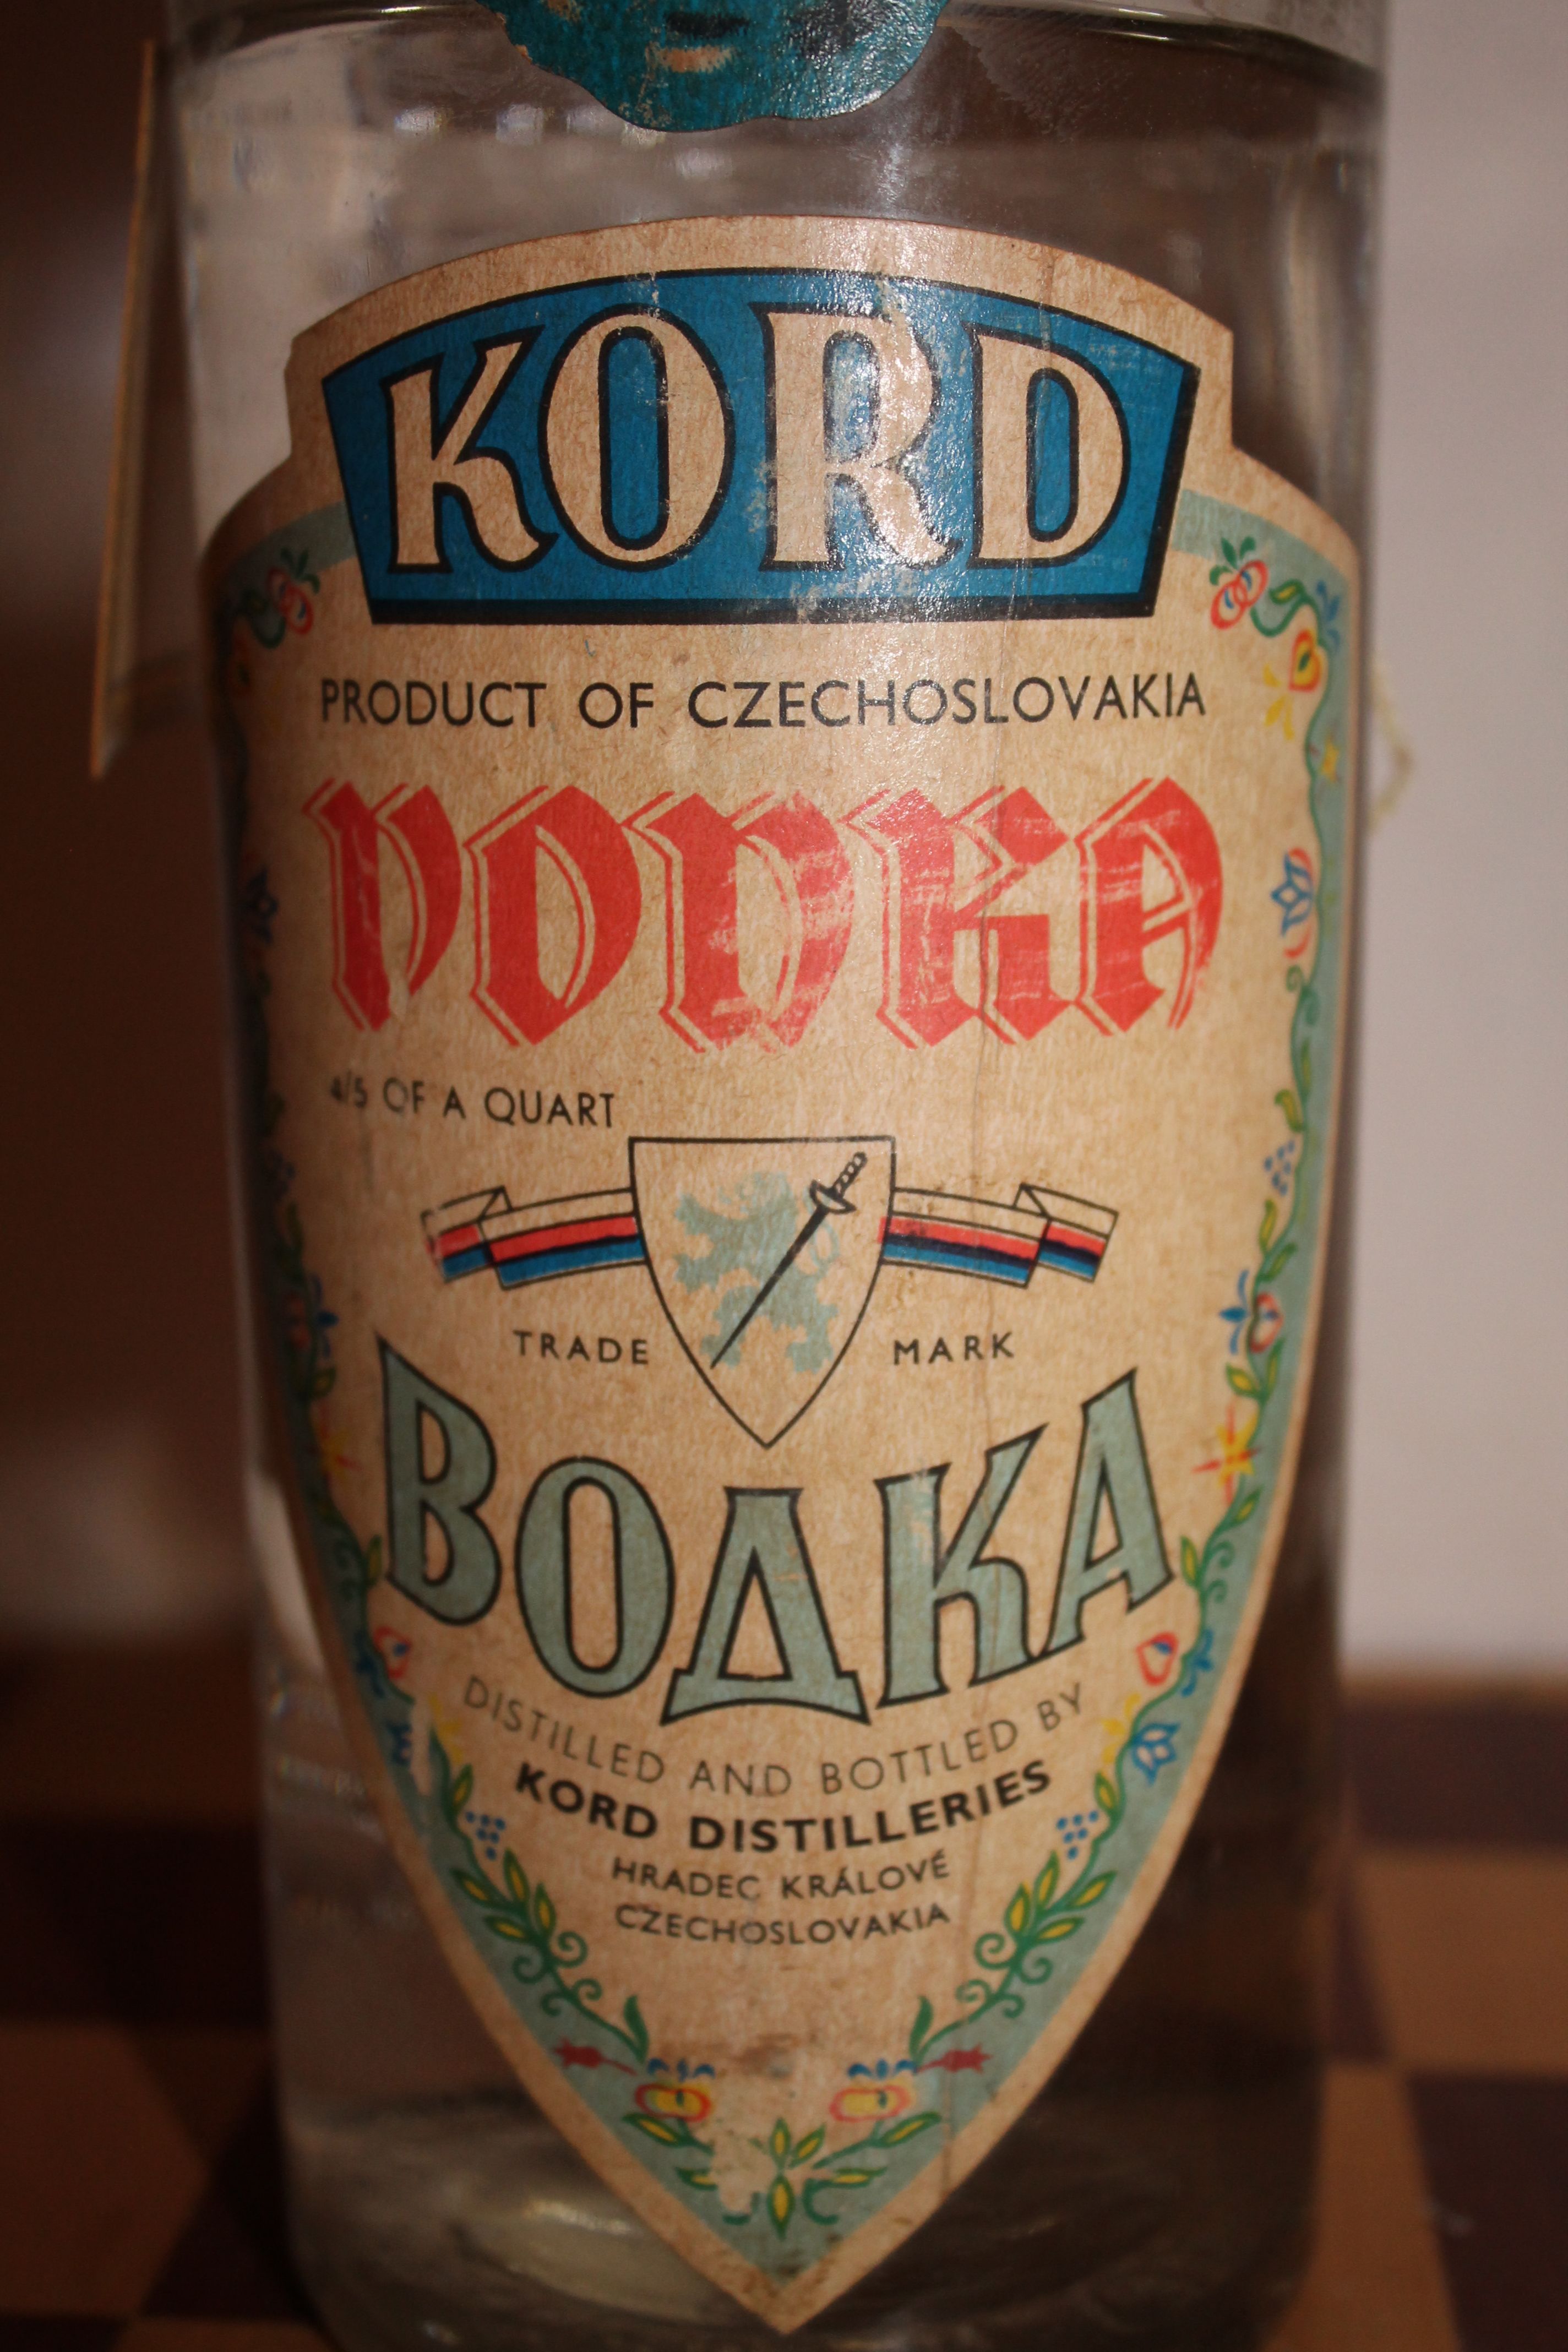 KORD
PRODUCT OF CZECHOSLOVAKIA
VODKA
4/5 OF A QUART
TRADE MARK
ВОДКА
DISTILLED AND BOTTLED BY
KORD DISTILLERIES
HRADEC KRÁLOVÉ
CZECHOSLOVAKIA